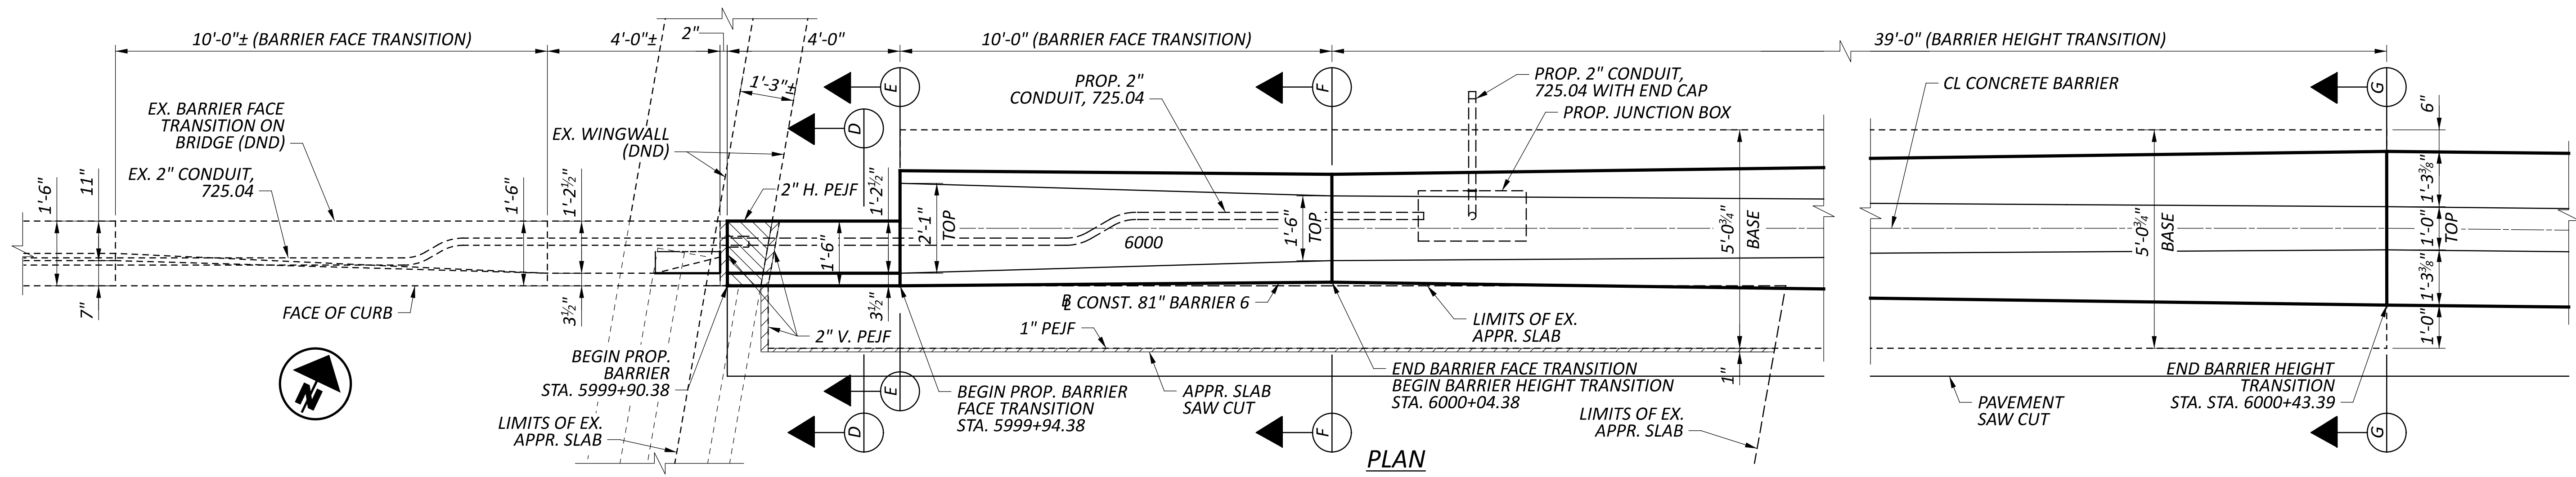 10'-0"± (BARRIER FACE TRANSITION)
4'-0"±
2"
4'-0"
10'-0" (BARRIER FACE TRANSITION)
39'-0" (BARRIER HEIGHT TRANSITION)
EX. BARRIER FACE
TRANSITION ON
BRIDGE (DND)
EX. 2" CONDUIT,
725.04
1'-6"
11"
7"
FACE OF CURB
1'-6"
1'-2½"
3½"
EX. WINGWALL
(DND)
1'-3"±
D
E
F
G
2" H. PEJF
1'-6"
1'-2½"
3½"
2'-1"
TOP
PROP. 2"
CONDUIT, 725.04
6000
1'-6"
TOP
PROP. 2" CONDUIT,
725.04 WITH END CAP
PROP. JUNCTION BOX
CL CONCRETE BARRIER
5'-0¾"
BASE
5'-0¾"
BASE
6"
1'-3⅜"
1'-0"
TOP
1'-3⅜"
1'-0"
N
BEGIN PROP.
BARRIER
STA. 5999+90.38
LIMITS OF EX.
APPR. SLAB
2" V. PEJF
BL CONST. 81" BARRIER 6
1" PEJF
LIMITS OF EX.
APPR. SLAB
1"
BEGIN PROP. BARRIER
FACE TRANSITION
STA. 5999+94.38
APPR. SLAB
SAW CUT
END BARRIER FACE TRANSITION
BEGIN BARRIER HEIGHT TRANSITION
STA. 6000+04.38
LIMITS OF EX.
APPR. SLAB
PAVEMENT
SAW CUT
END BARRIER HEIGHT
TRANSITION
STA. STA. 6000+43.39
E
D
F
G
PLAN